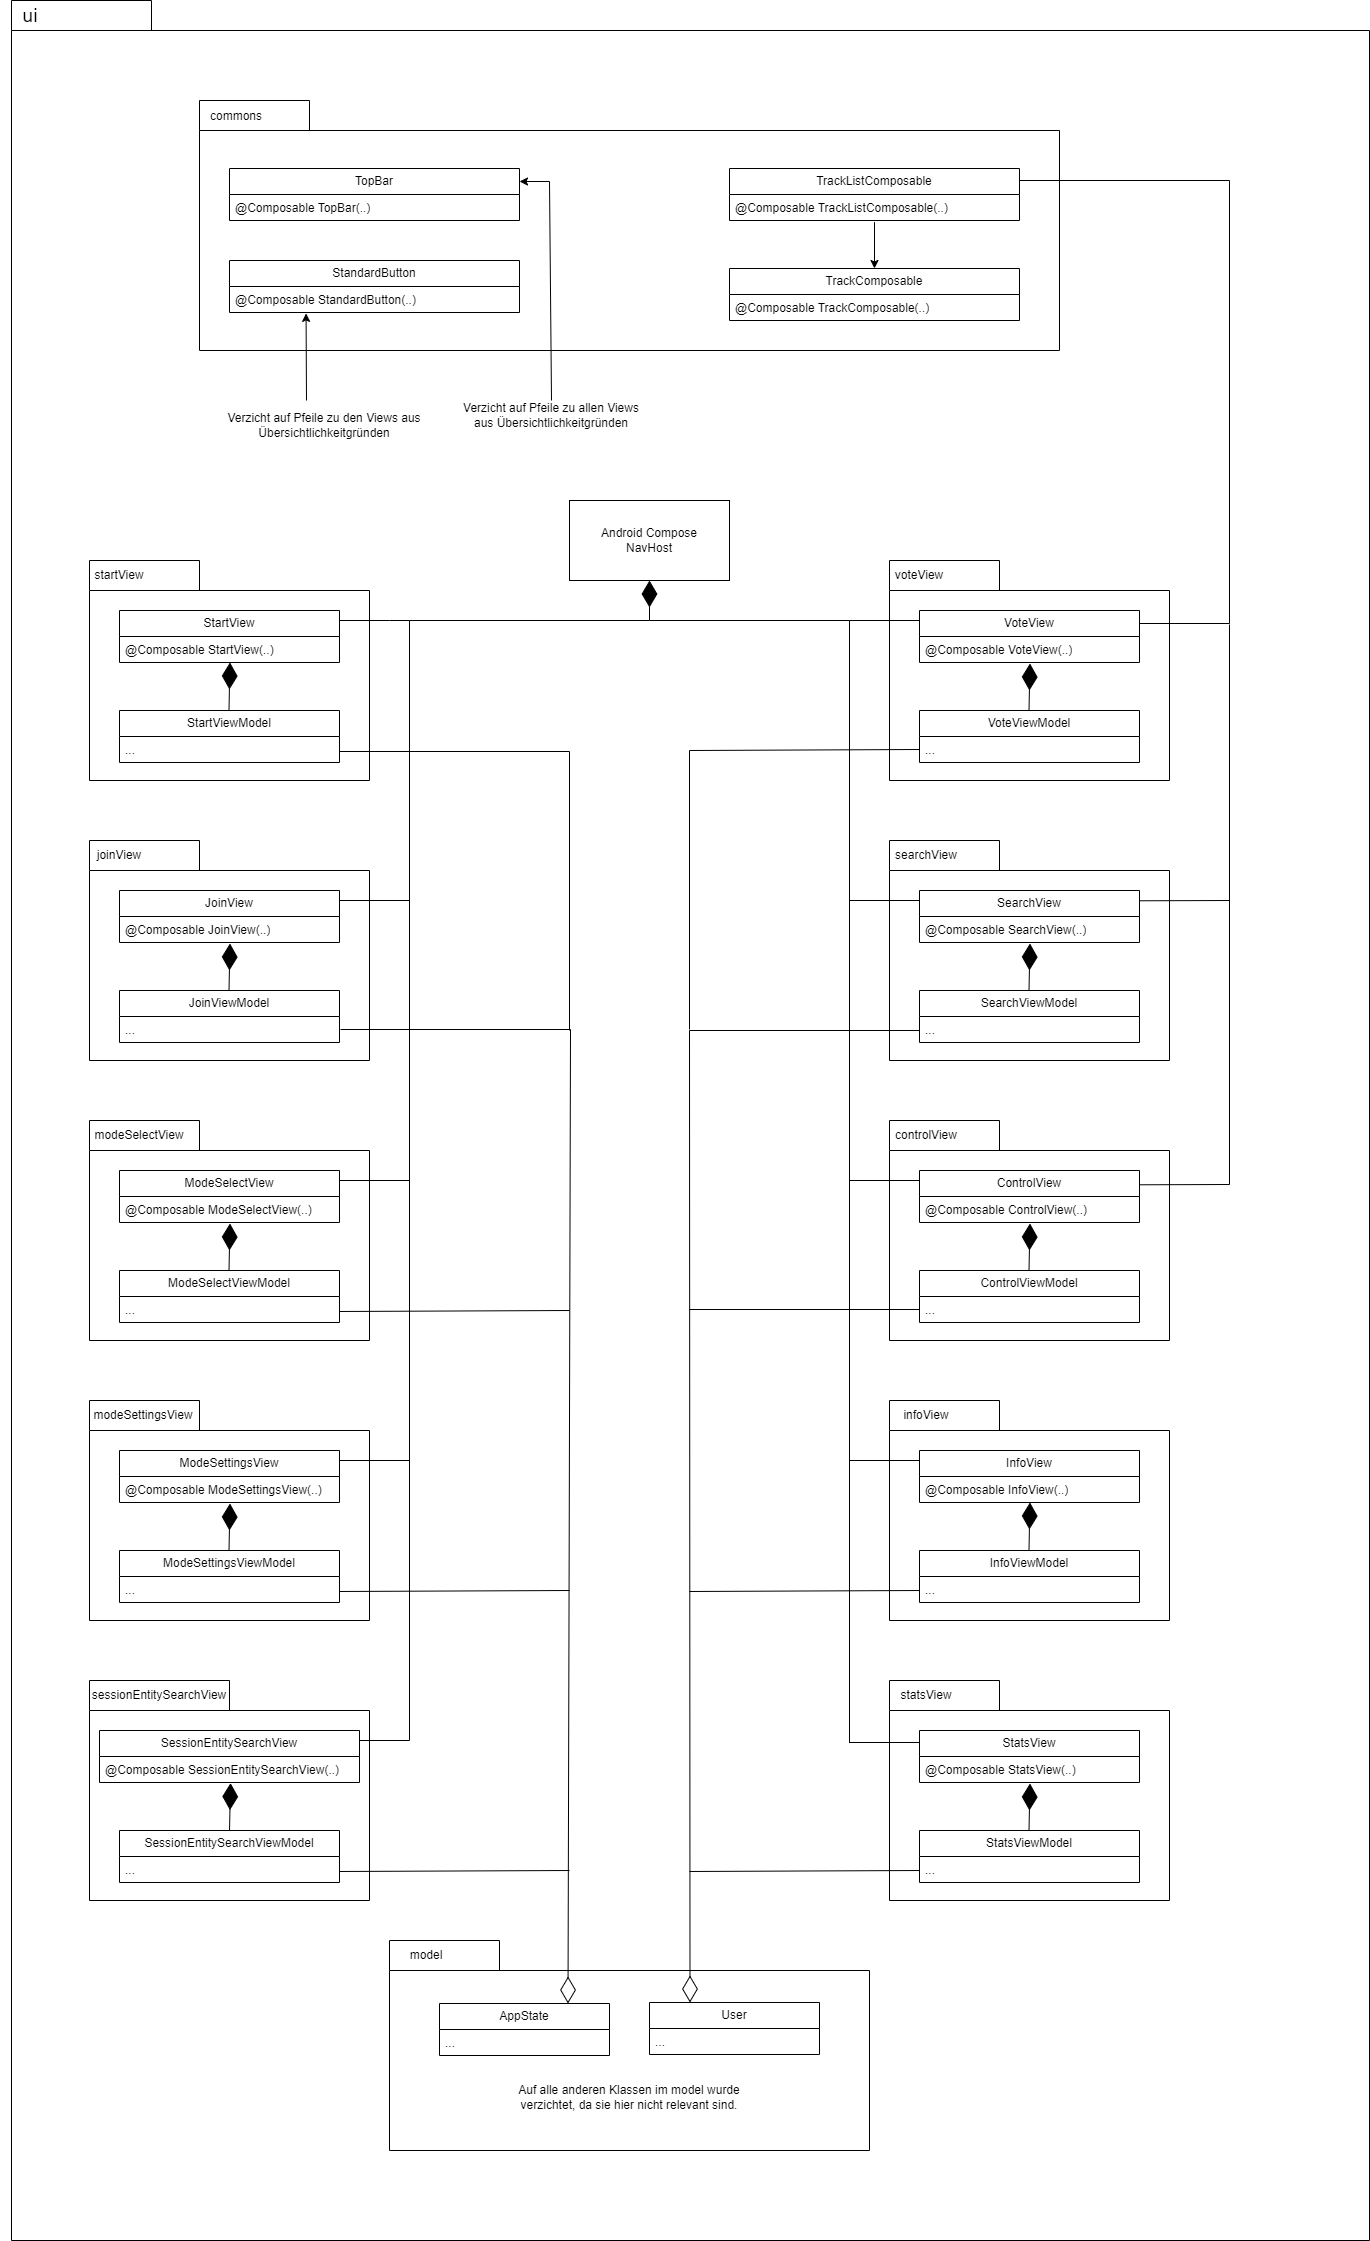 ui
commons
TopBar
@Composable TopBar(..)
StandardButton
@Composable StandardButton(..)
TrackListComposable
@Composable TrackListComposable(..)
TrackComposable
@Composable TrackComposable(..)
Verzicht auf Pfeile zu den Views aus
Übersichtlichkeitgründen
Verzicht auf Pfeile zu allen Views
aus Übersichtlichkeitgründen
Android Compose
NavHost
startView
StartView
@Composable StartView(..)
StartViewModel
...
voteView
VoteView
@Composable VoteView(..)
VoteViewModel
...
joinView
JoinView
@Composable JoinView(..)
JoinViewModel
...
searchView
SearchView
@Composable SearchView(..)
SearchViewModel
...
modeSelectView
ModeSelectView
@Composable ModeSelectView(..)
ModeSelectViewModel
...
controlView
ControlView
@Composable ControlView(..)
ControlViewModel
...
modeSettingsView
ModeSettingsView
@Composable ModeSettingsView(..)
ModeSettingsViewModel
...
infoView
InfoView
@Composable InfoView(..)
InfoViewModel
...
sessionEntitySearchView
SessionEntitySearchView
@Composable SessionEntitySearchView(..)
SessionEntitySearchViewModel
...
statsView
StatsView
@Composable StatsView(..)
StatsViewModel
...
model
AppState
...
User
...
Auf alle anderen Klassen im model wurde
verzichtet, da sie hier nicht relevant sind.